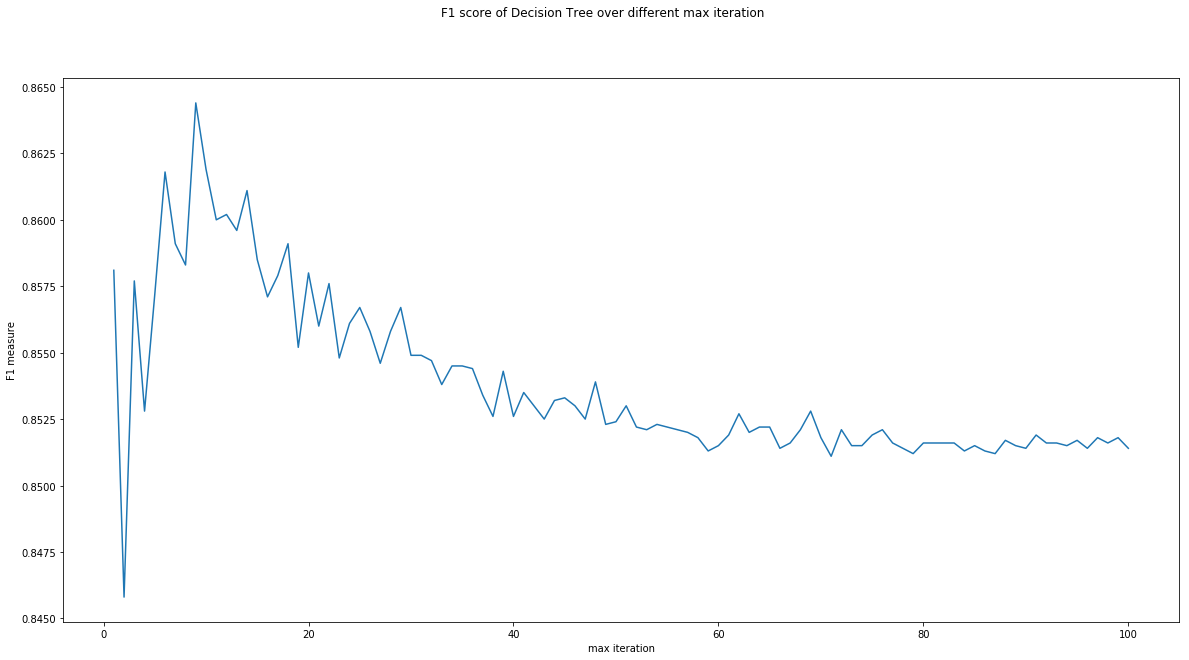 F1 score of Decision Tree over different max iteration
0.8650
0.8625
0.8600
0.8575
0.8550
0.8525
0.8500
0.8475
0.8450
F1 measure
0 20 40 60 80 100
max iteration